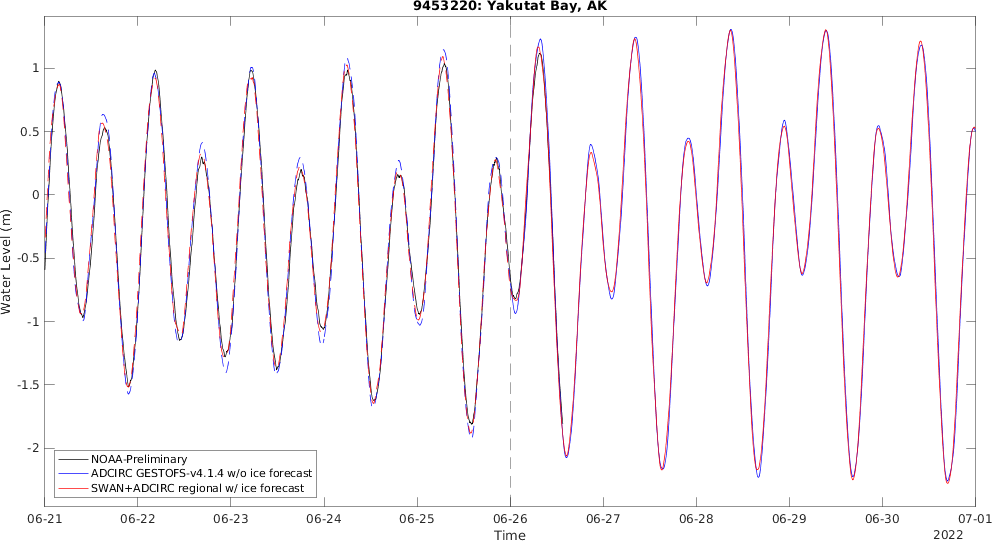 9453220: Yakutat Bay, AK
Water Level (m)
1
0.5
0
-0.5
-1
-1.5
-2
NOAA-Preliminary
ADCIRC GESTOFS-v4.1.4 w/o ice forecast
SWAN+ADCIRC regional w/ ice forecast
06-21 06-22 06-23 06-24 06-25 06-26 06-27 06-28 06-29 06-30 07-01
Time
2022